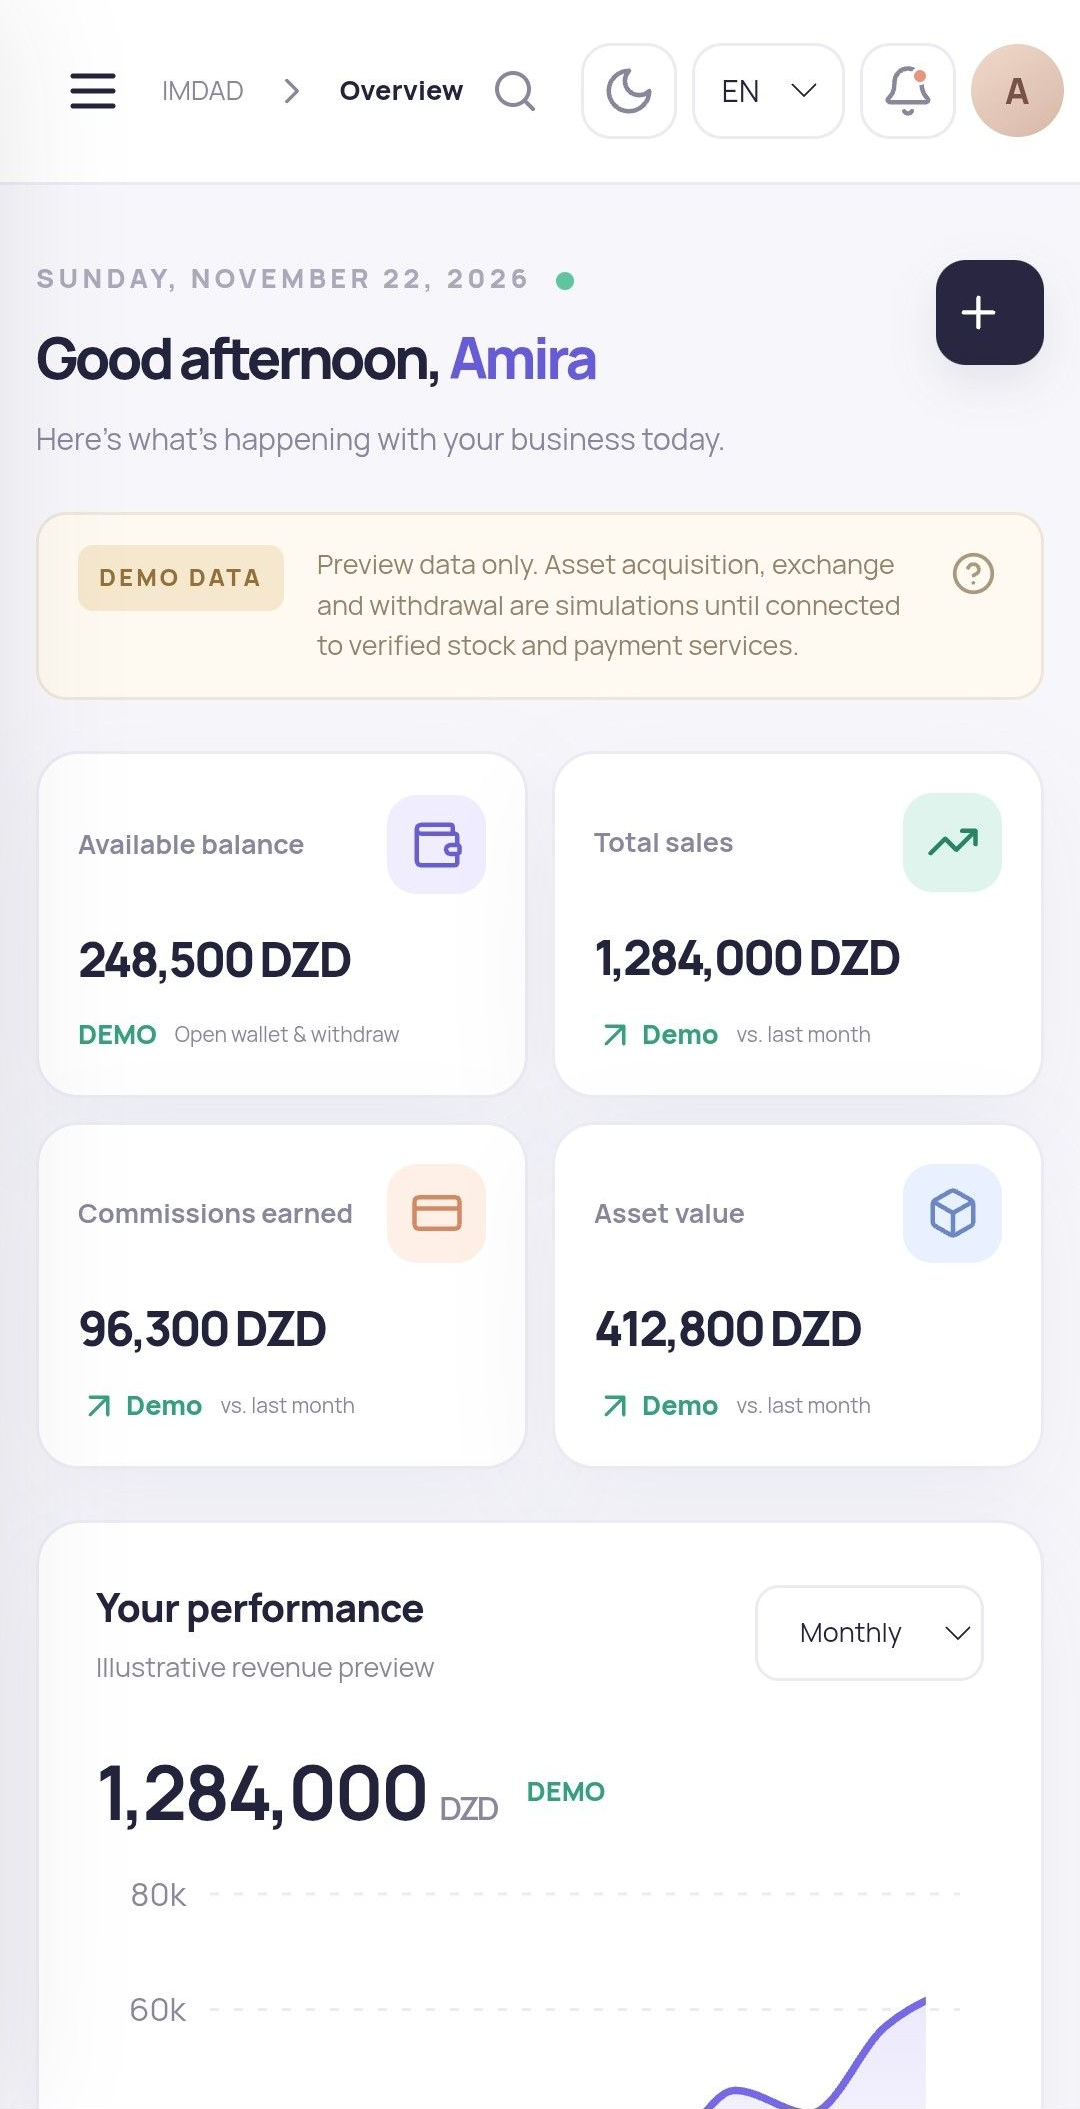 IMDAD > Overview
EN
A
SUNDAY, NOVEMBER 22, 2026
Good afternoon, Amira
Here's what's happening with your business today.
DEMO DATA
Preview data only. Asset acquisition, exchange
and withdrawal are simulations until connected
to verified stock and payment services.
Available balance
248,500 DZD
DEMO Open wallet & withdraw
Total sales
1,284,000 DZD
Demo vs. last month
Commissions earned
96,300 DZD
Demo vs. last month
Asset value
412,800 DZD
Demo vs. last month
Your performance
Illustrative revenue preview
Monthly
1,284,000 DZD DEMO
80k
60k